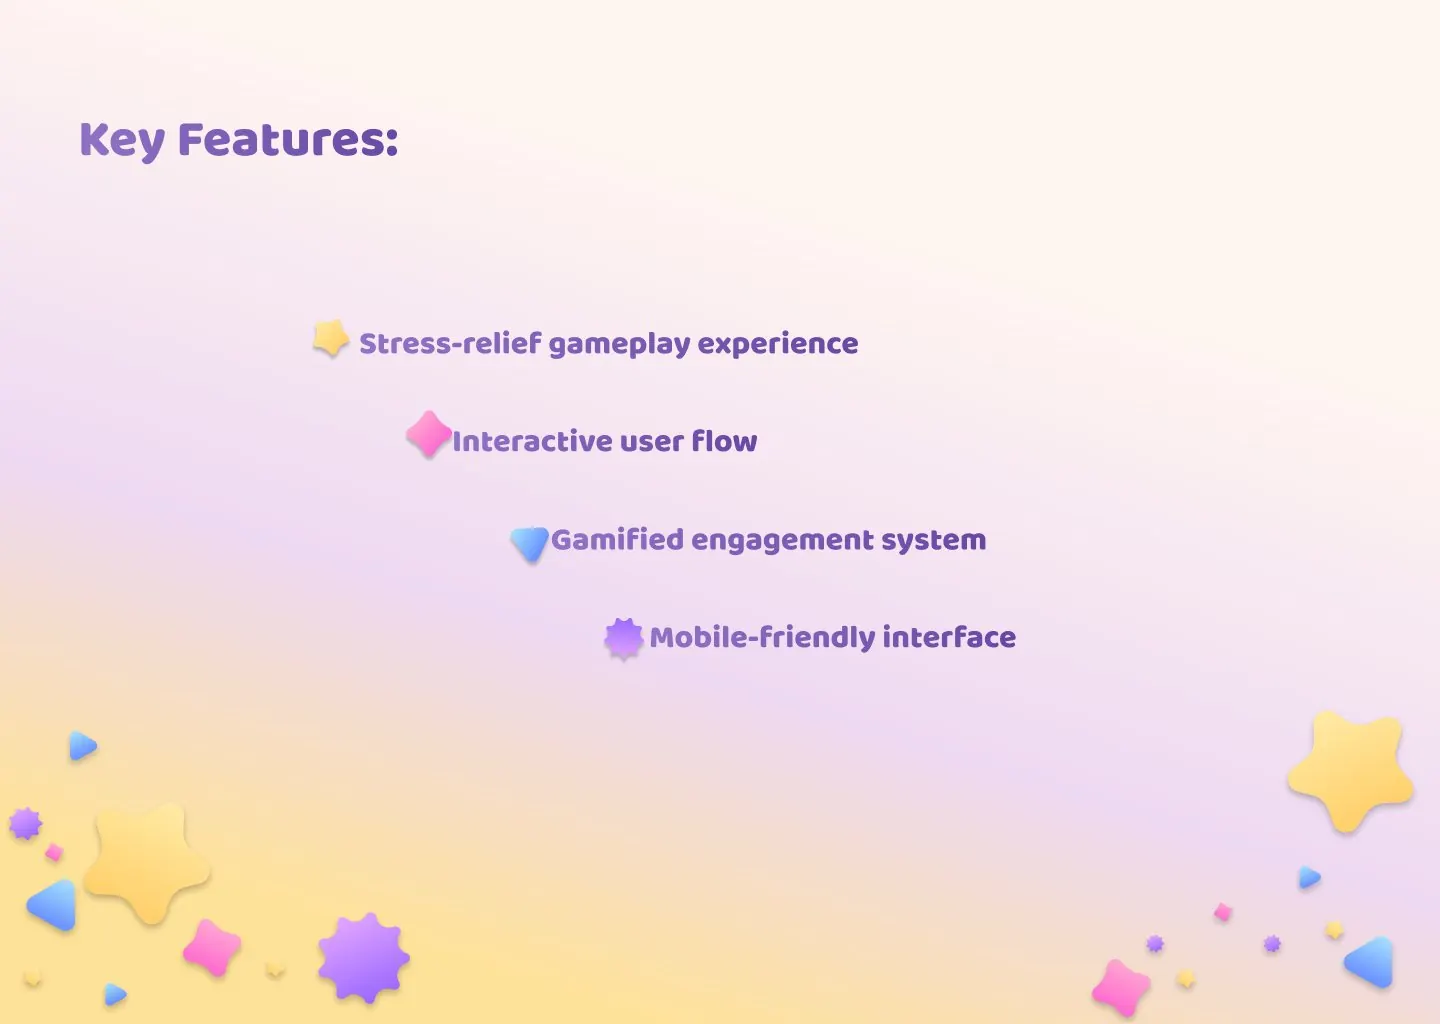 Key Features:
Stress-relief gameplay experience
Interactive user flow
Gamified engagement system
Mobile-friendly interface